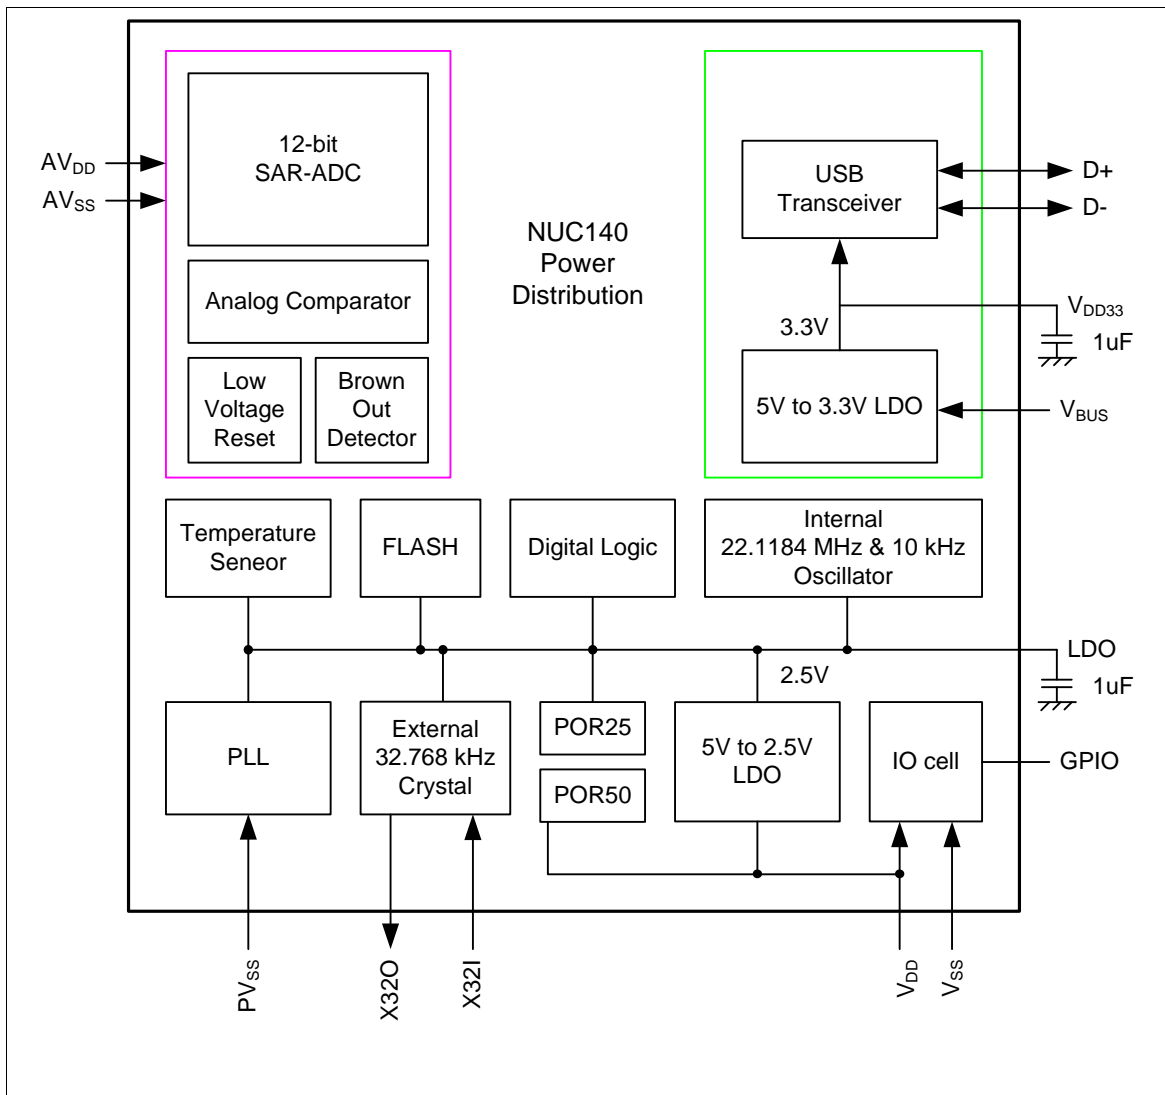 12-bit
SAR-ADC
AVDD
AVSS
Analog Comparator
Low
Voltage
Reset
Brown
Out
Detector
NUC140
Power
Distribution
USB
Transceiver
D+
D-
VDD33
1uF
3.3V
5V to 3.3V LDO
VBUS
Temperature
Seneor
FLASH
Digital Logic
Internal
22.1184 MHz & 10 kHz
Oscillator
LDO
1uF
2.5V
PLL
External
32.768 kHz
Crystal
POR25
POR50
5V to 2.5V
LDO
IO cell
GPIO
PVSS
X32O
X32I
VDD
VSS